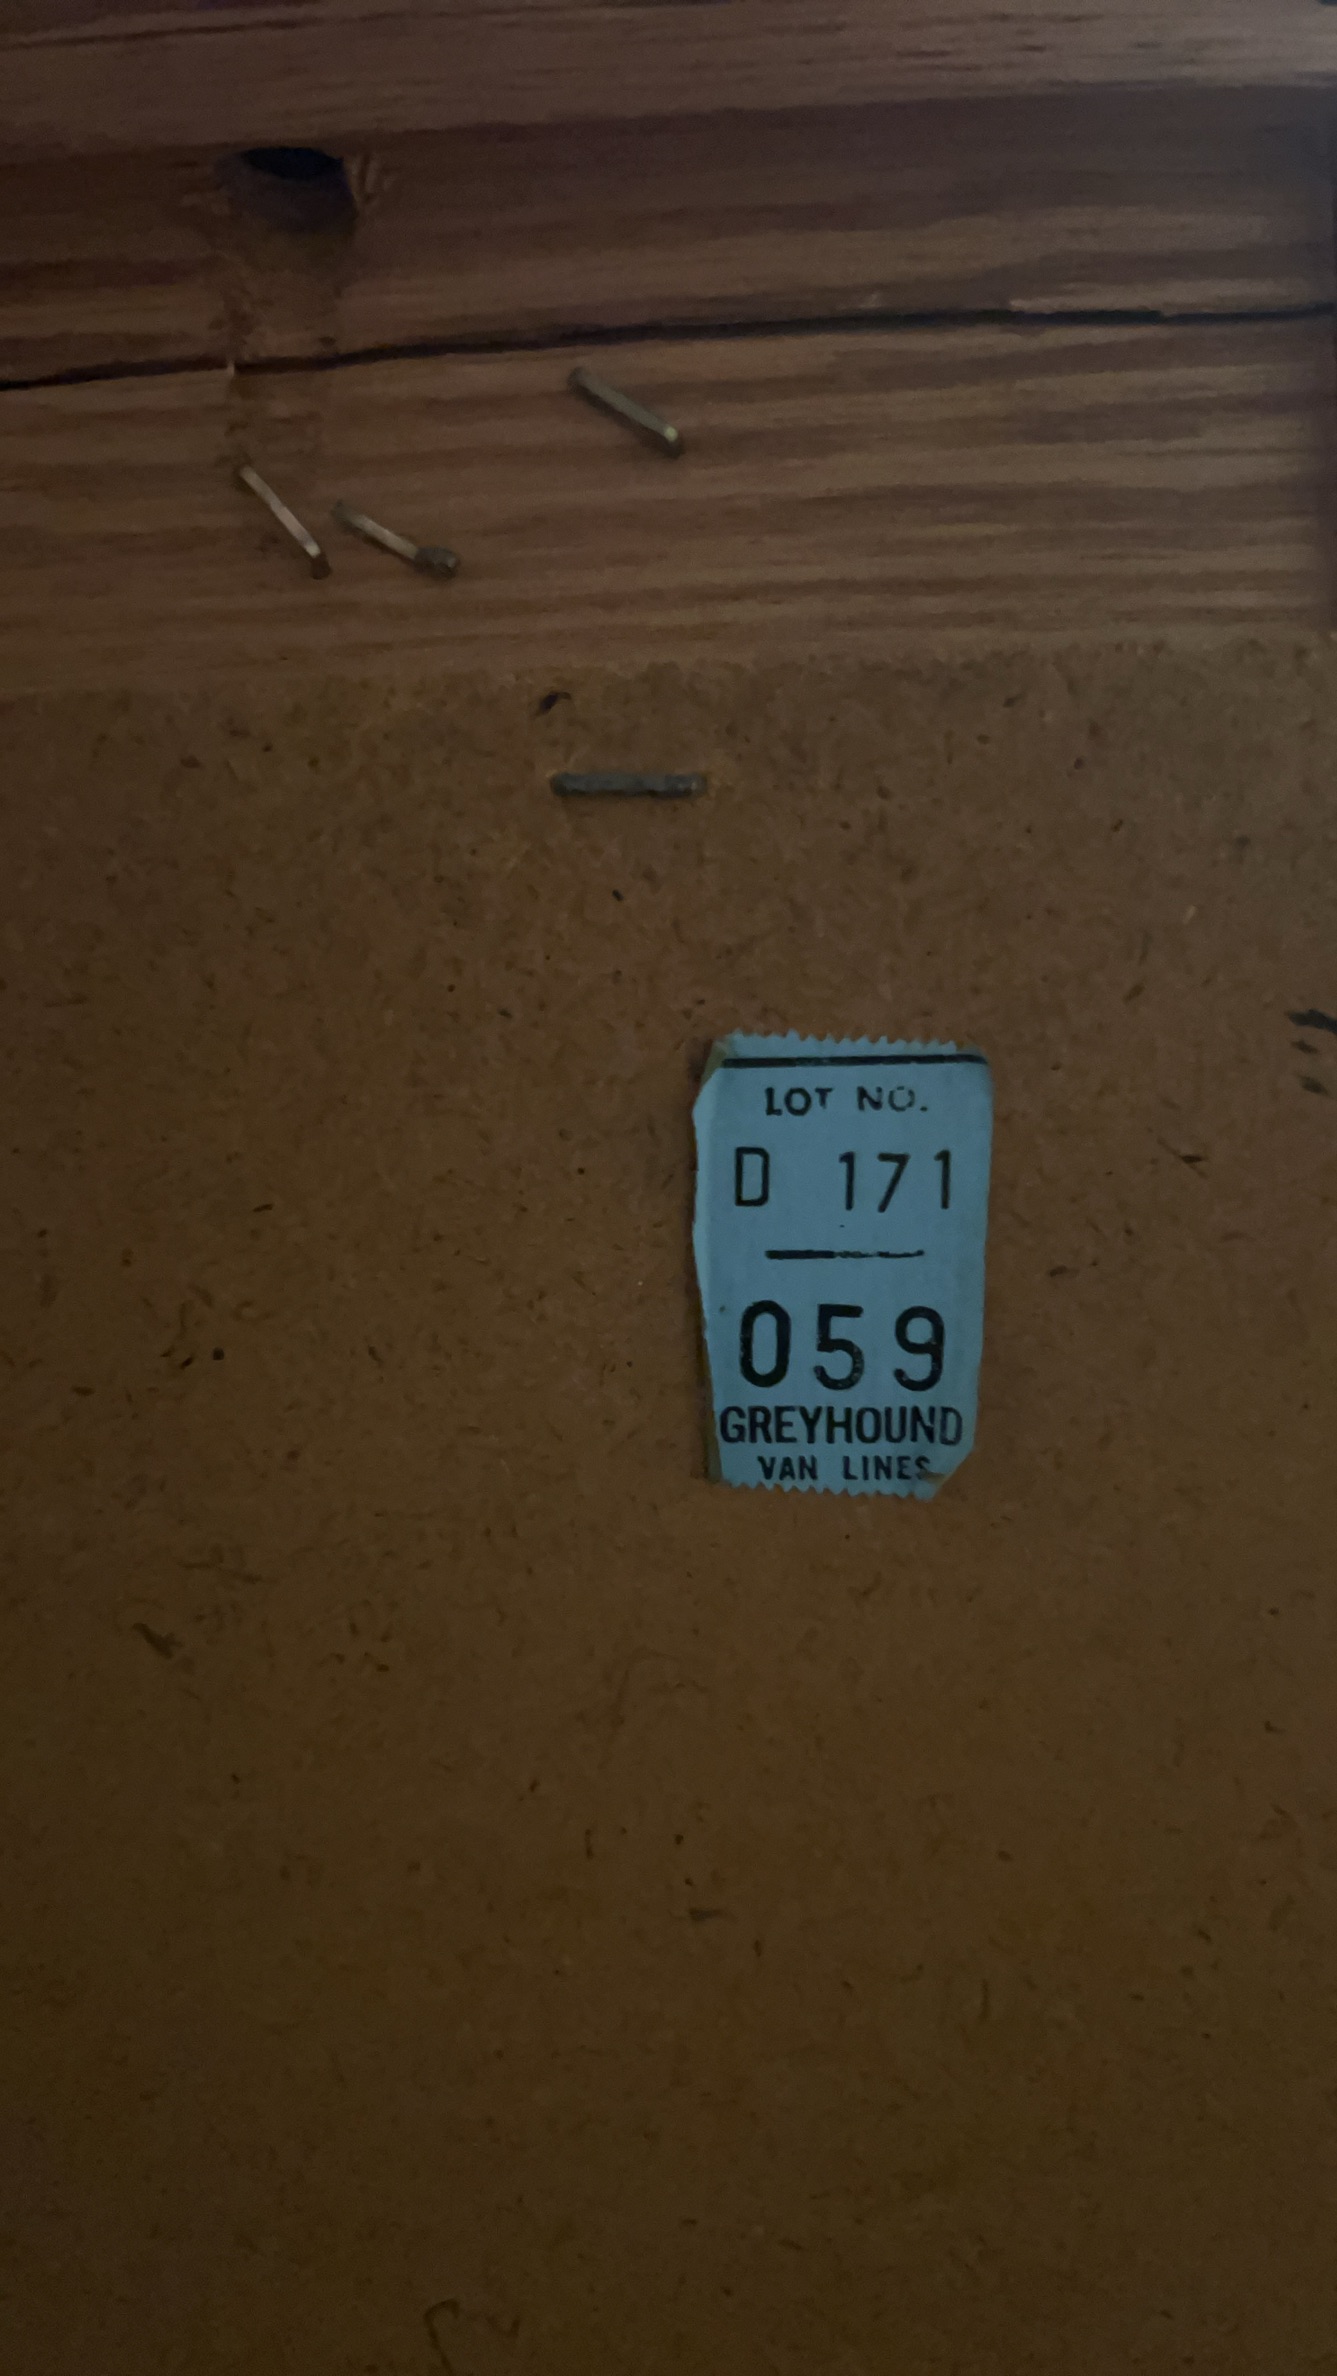 LOT NO.
D 171
059
GREYHOUND
VAN LINES